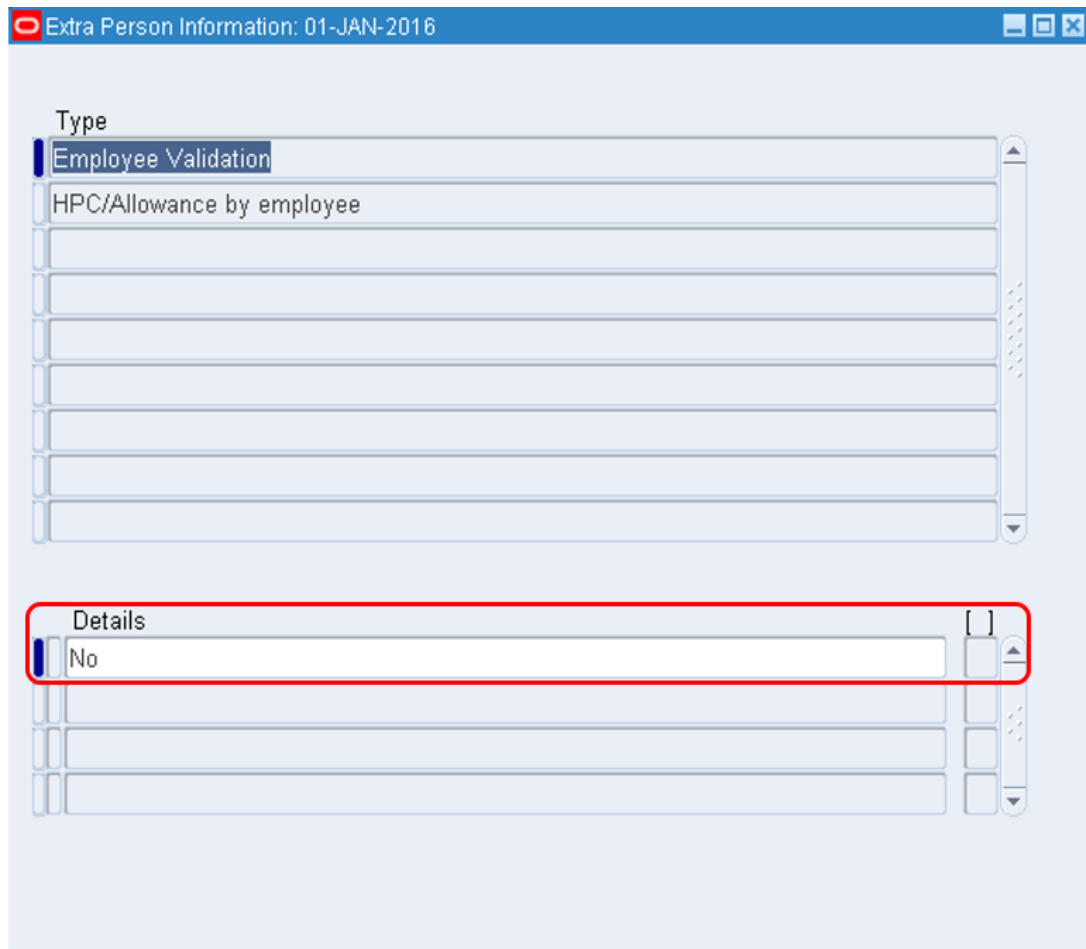 Extra Person Information: 01-JAN-2016
Type
Employee Validation
HPC/Allowance by employee
Details [ ]
No